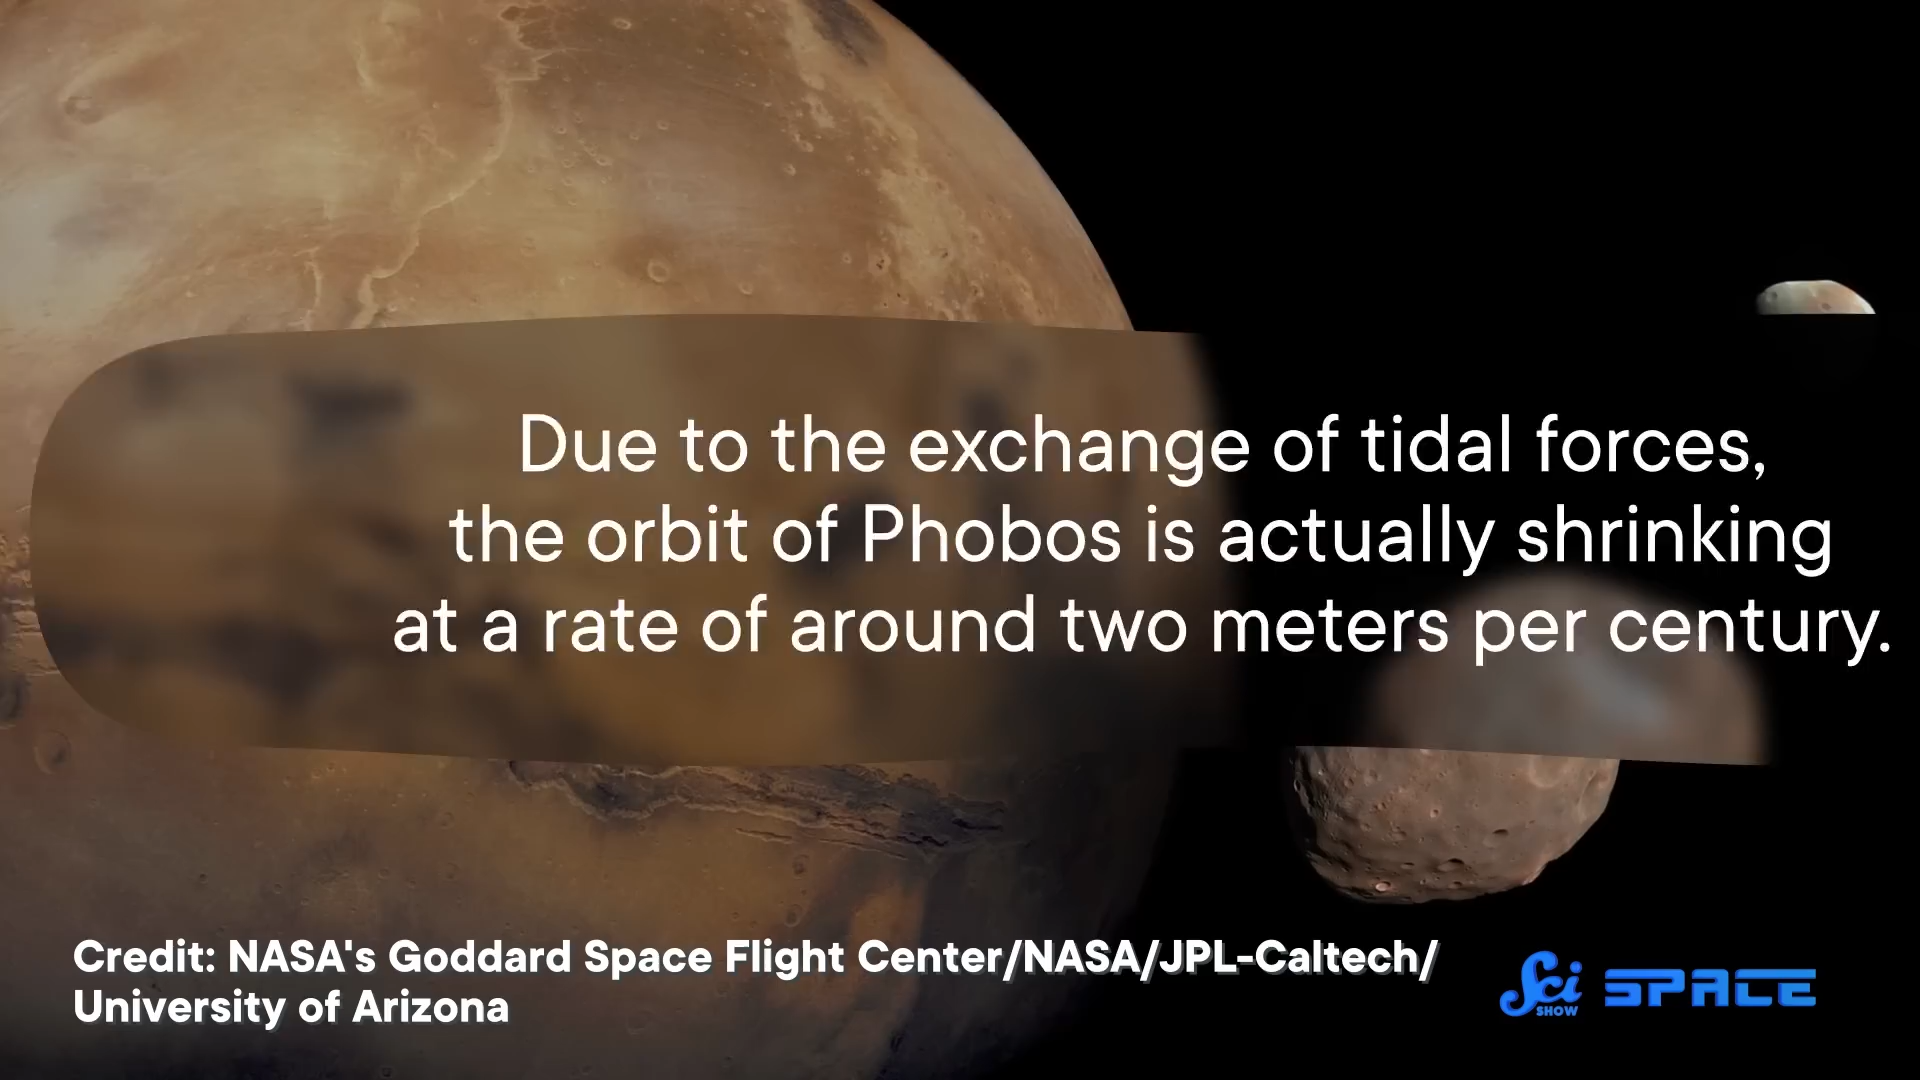 Due to the exchange of tidal forces,
the orbit of Phobos is actually shrinking
at a rate of around two meters per century.
Credit: NASA's Goddard Space Flight Center/NASA/JPL-Caltech/
University of Arizona
Sci
SHOW
SPACE